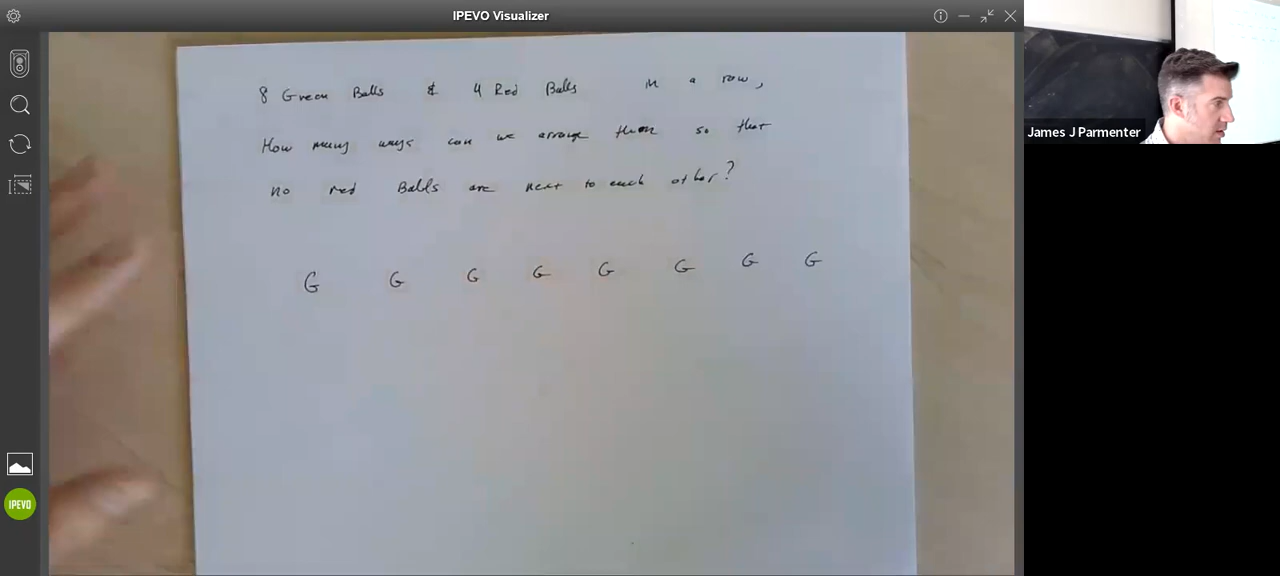 IPEVO Visualizer
8 Green Balls & 4 Red Balls in a row,
How many ways can we arrange them so that
no red Balls are next to each other?
G G G G G G G G
James J Parmenter
IPEVO